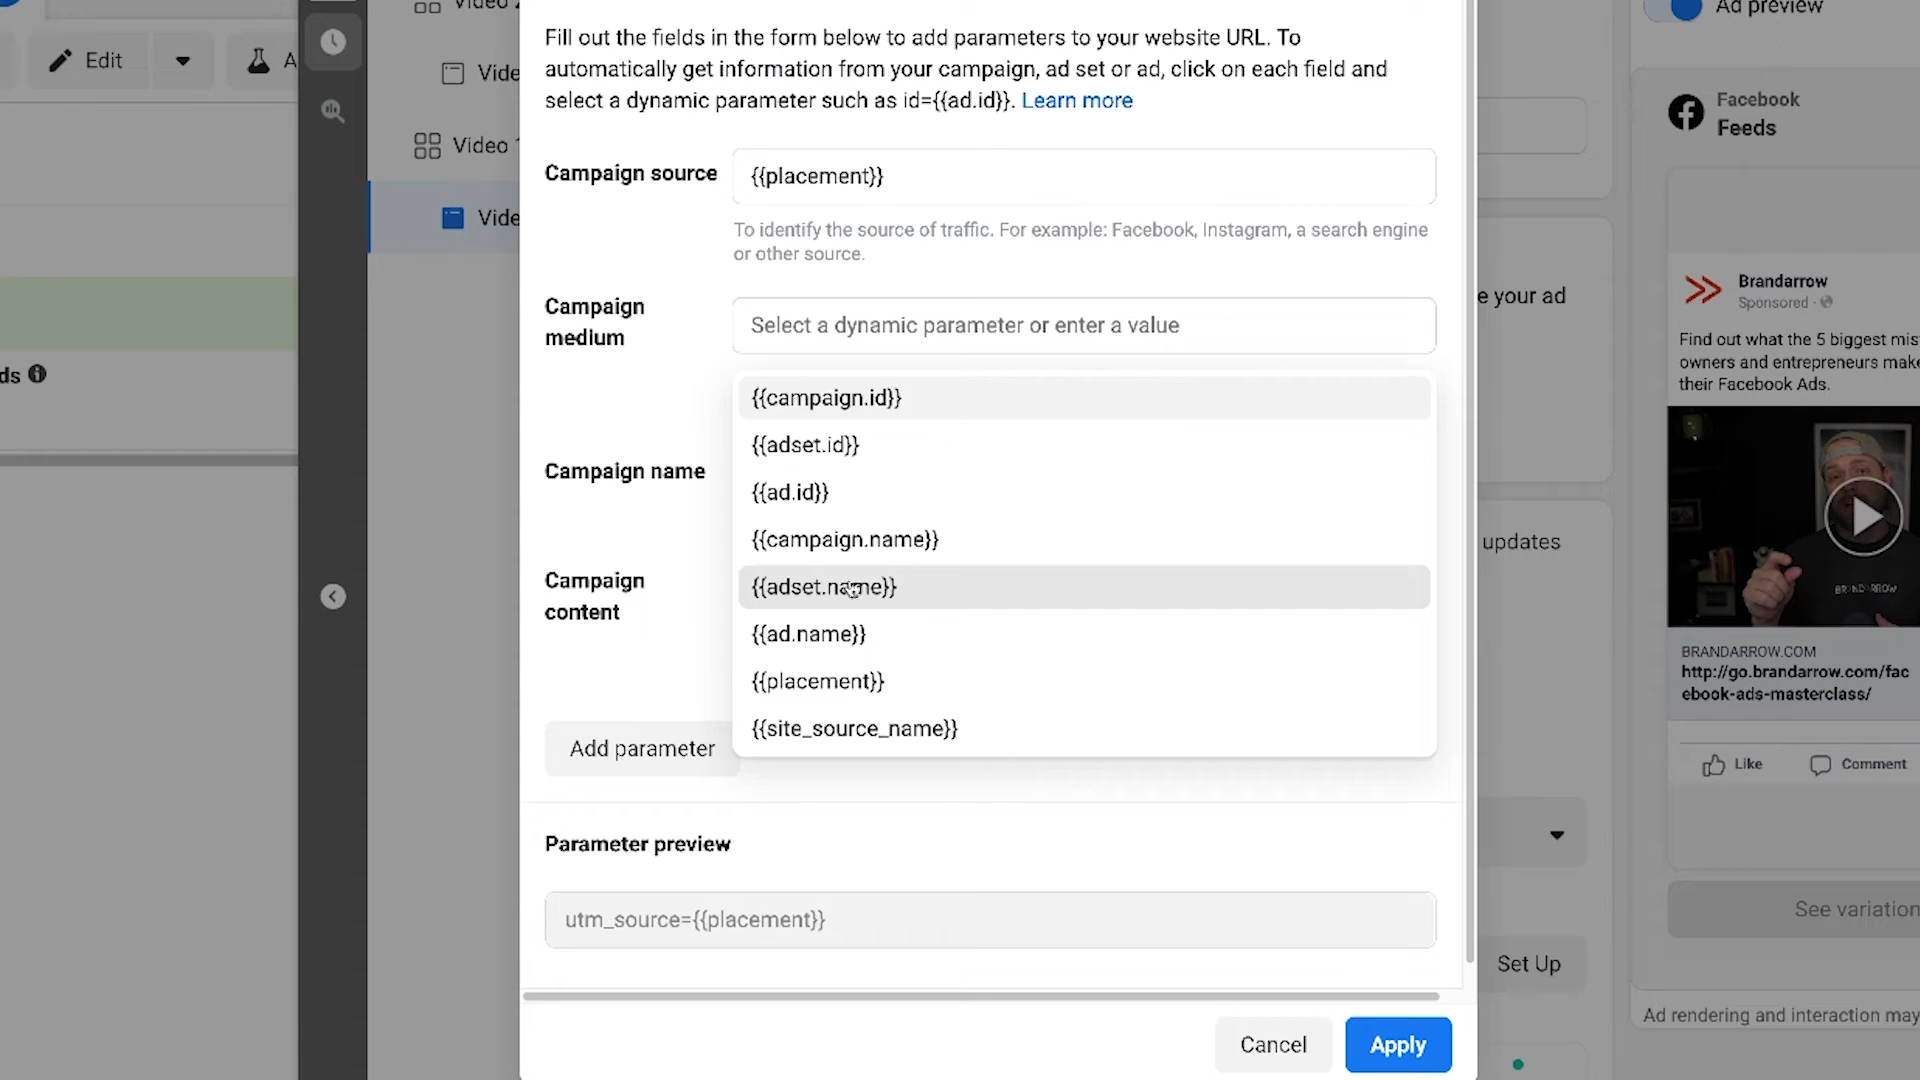 Video
Edit
A
ds
Vide
Video
Vide
Fill out the fields in the form below to add parameters to your website URL. To
automatically get information from your campaign, ad set or ad, click on each field and
select a dynamic parameter such as id={{ad.id}}. Learn more
Campaign source
{{placement}}
To identify the source of traffic. For example: Facebook, Instagram, a search engine
or other source.
Campaign
medium
Select a dynamic parameter or enter a value
{{campaign.id}}
{{adset.id}}
{{ad.id}}
{{campaign.name}}
{{adset.name}}
{{ad.name}}
{{placement}}
{{site_source_name}}
Campaign name
Campaign
content
Add parameter
Parameter preview
utm_source={{placement}}
Cancel
Apply
e your ad
updates
Set Up
Ad preview
Facebook
Feeds
Brandarrow
Sponsored ·
Find out what the 5 biggest mis
owners and entrepreneurs make
their Facebook Ads.
BRANDARROW
BRANDARROW.COM
http://go.brandarrow.com/fac
ebook-ads-masterclass/
Like
Comment
See variation
Ad rendering and interaction may